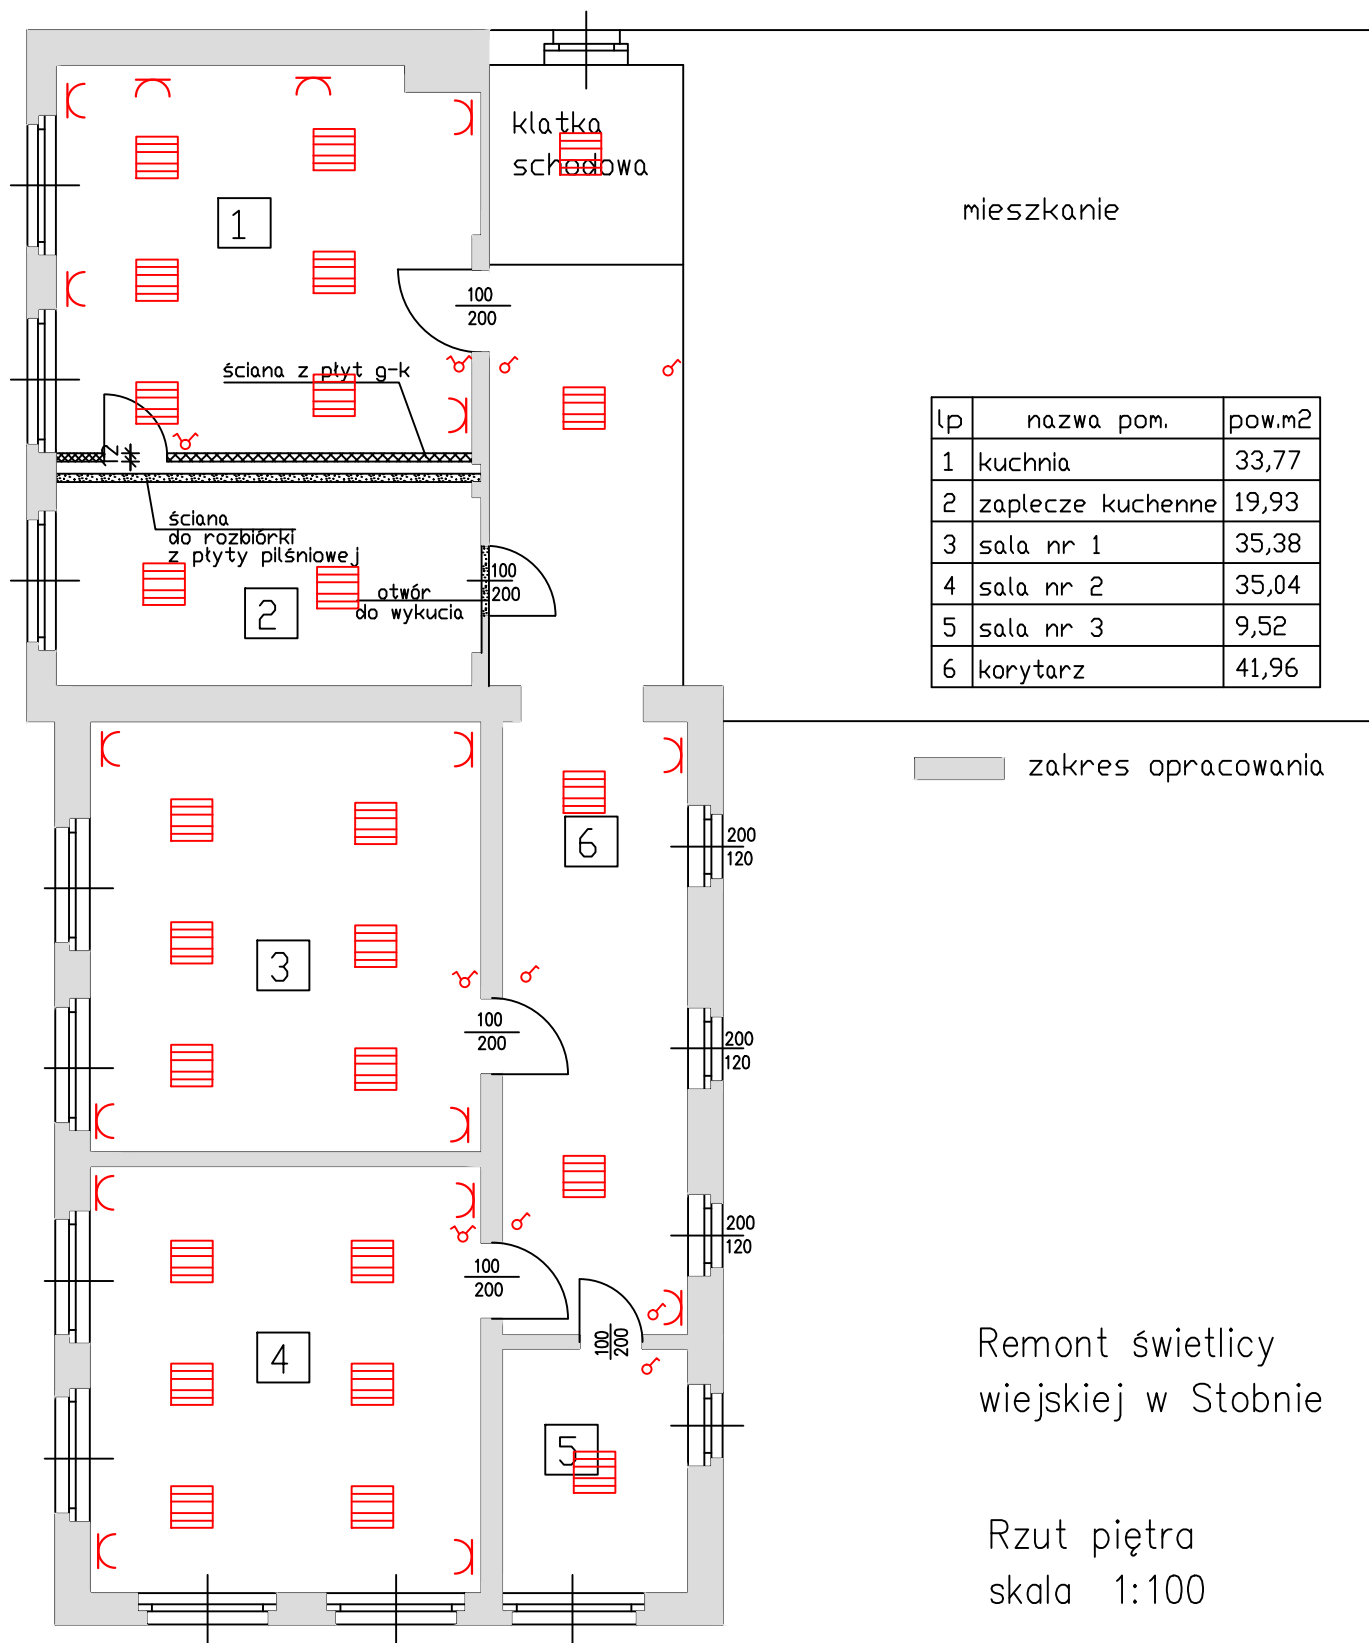 klatka
schodowa
mieszkanie
1
100
200
ściana z płyt g-k
12
ściana
do rozbiórki
z płyty pilśniowej
100
200
otwór
do wykucia
2
lp nazwa pom. pow.m2
1 kuchnia 33,77
2 zaplecze kuchenne 19,93
3 sala nr 1 35,38
4 sala nr 2 35,04
5 sala nr 3 9,52
6 korytarz 41,96
zakres opracowania
6
200
120
3
100
200
200
120
200
120
100
200
100
200
4
5
Remont świetlicy
wiejskiej w Stobnie
Rzut piętra
skala 1:100